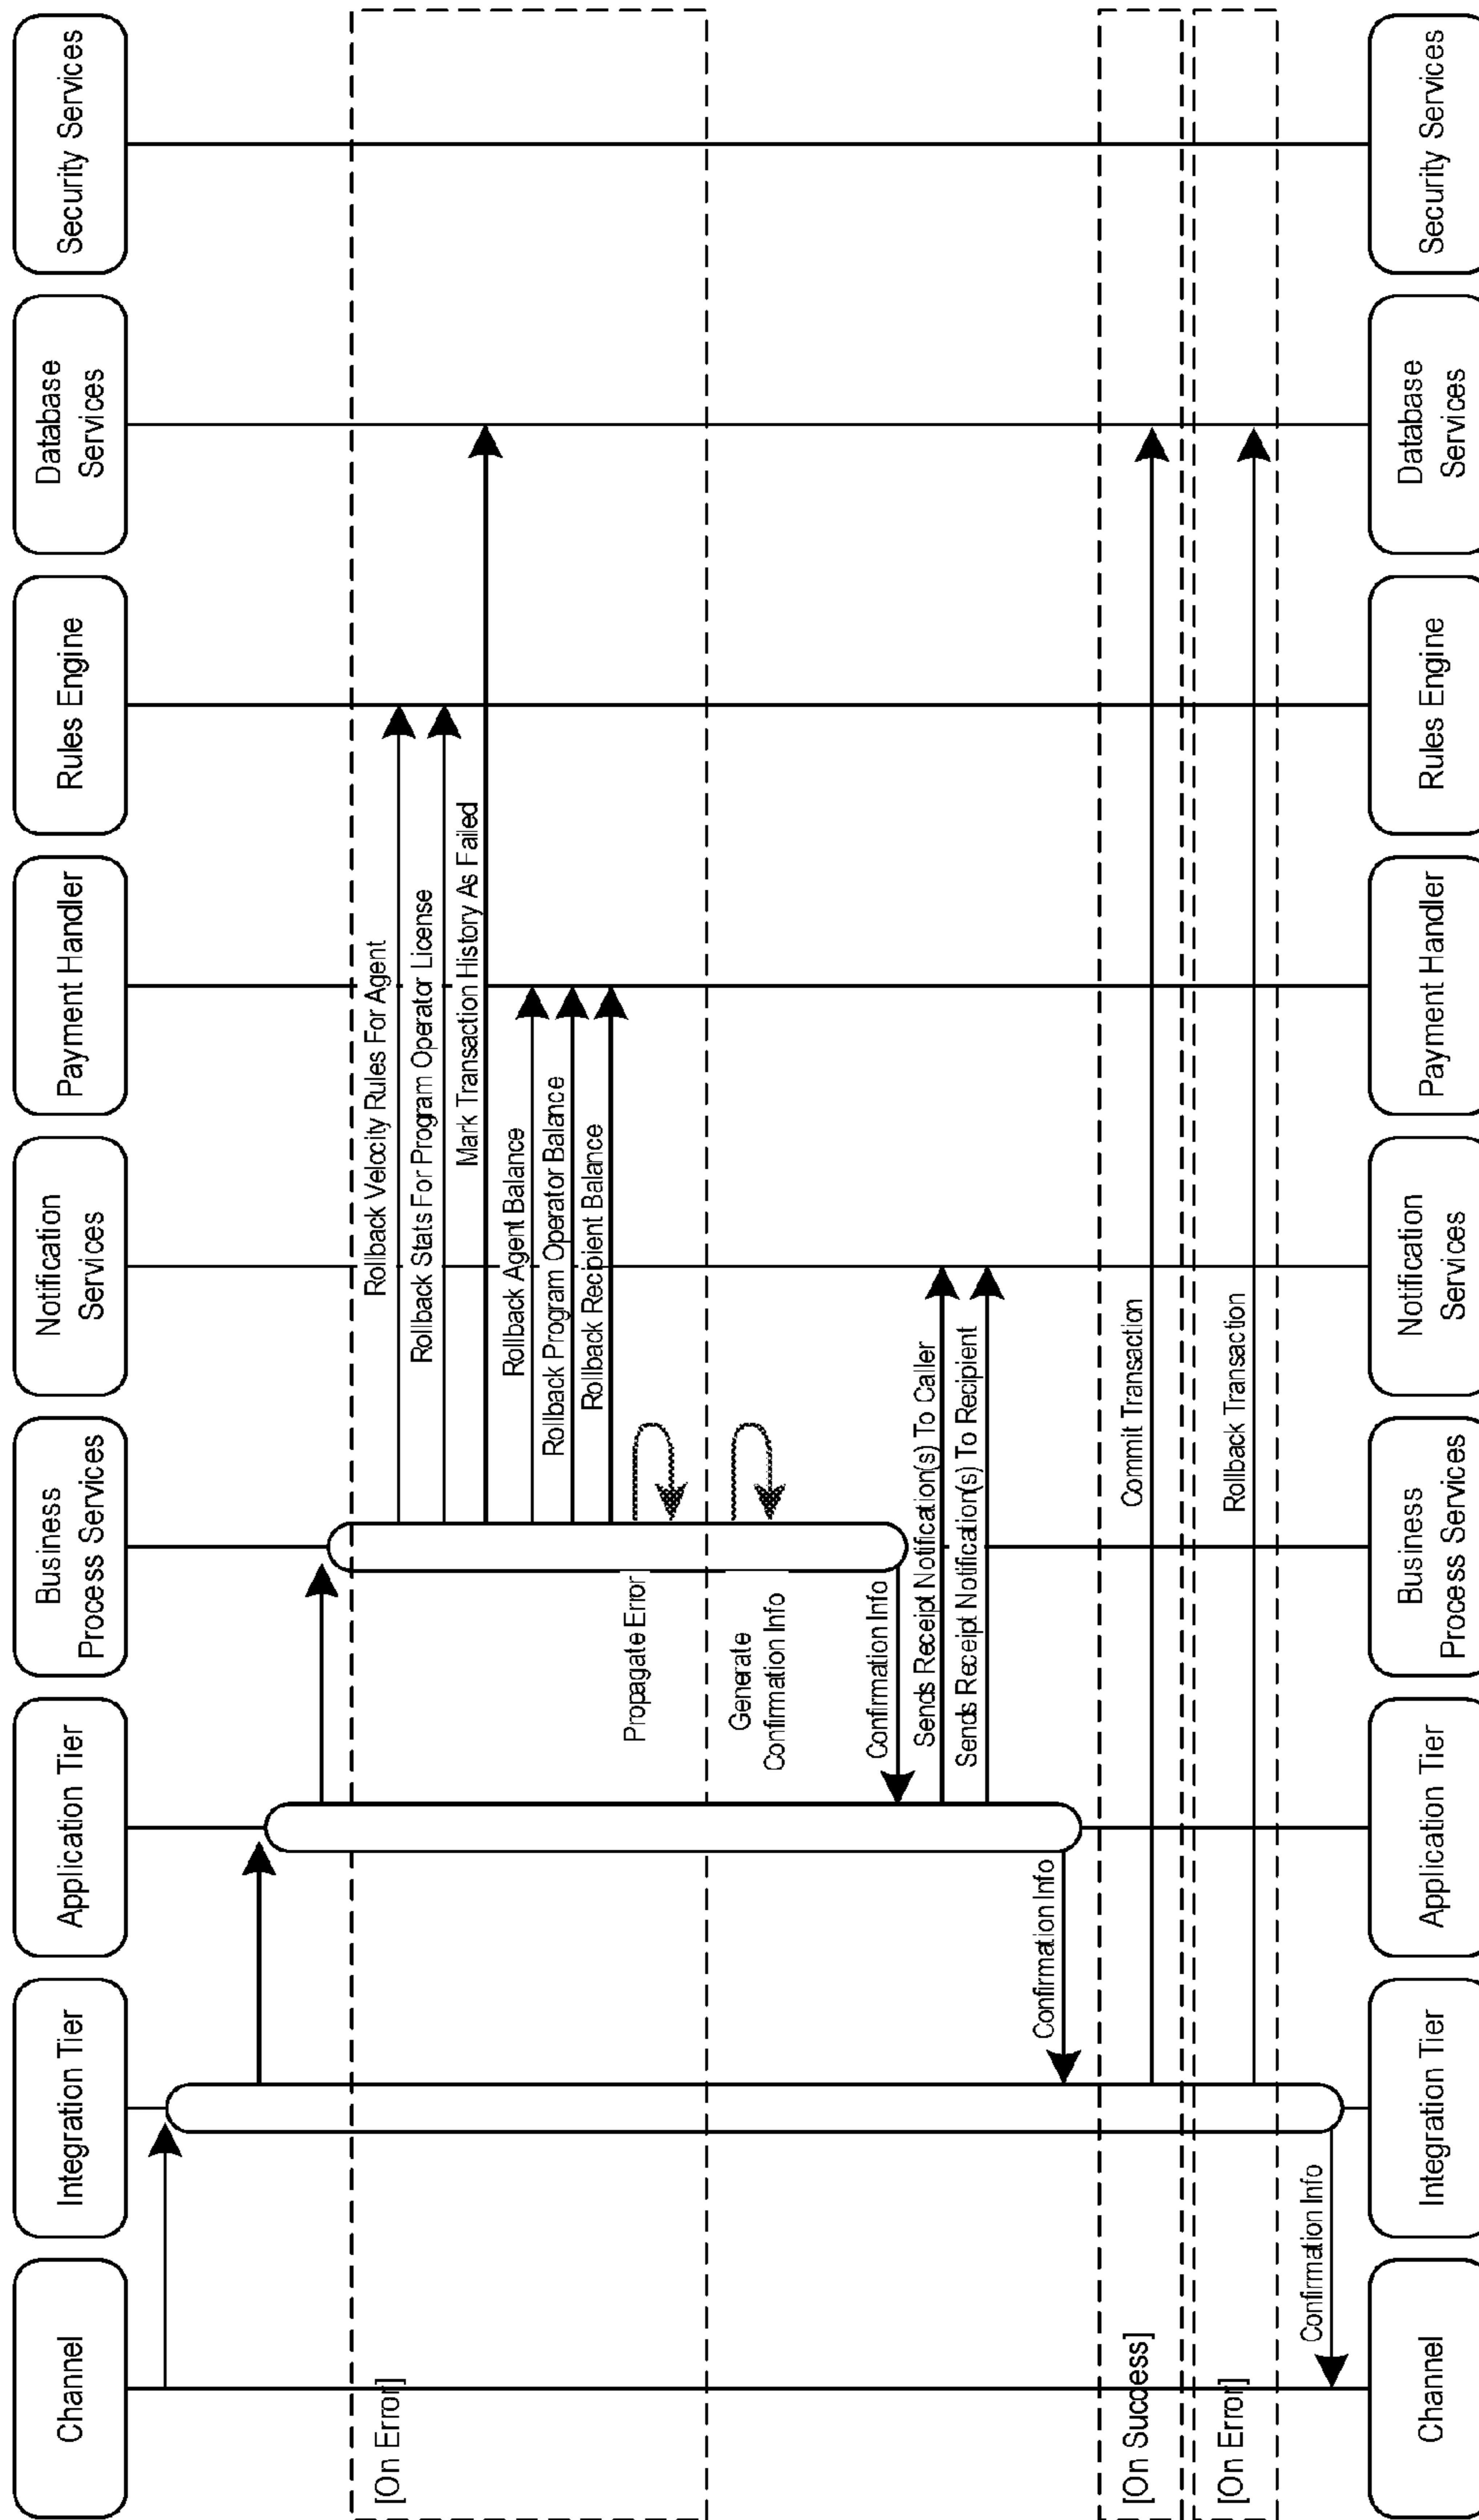 Channel
Integration Tier
Application Tier
Business
Process Services
Notification
Services
Payment Handler
Rules Engine
Database
Services
Security Services
[On Error]
Rollback Velocity Rules For Agent
Rollback Stats For Program Operator License
Mark Transaction History As Failed
Rollback Agent Balance
Rollback Program Operator Balance
Rollback Recipient Balance
Propagate Error
Generate
Confirmation Info
Confirmation Info
Sends Receipt Notification(s) To Caller
Sends Receipt Notification(s) To Recipient
Confirmation Info
[On Success]
Commit Transaction
[On Error]
Rollback Transaction
Confirmation Info
Channel
Integration Tier
Application Tier
Business
Process Services
Notification
Services
Payment Handler
Rules Engine
Database
Services
Security Services